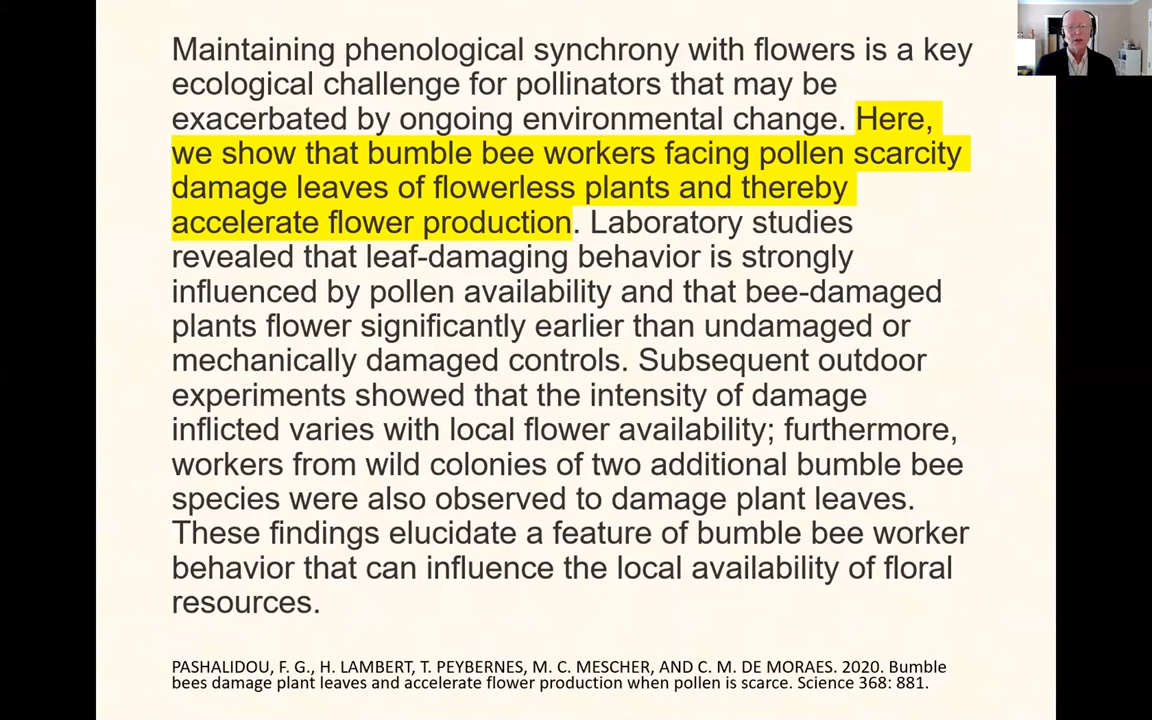 Maintaining phenological synchrony with flowers is a key
ecological challenge for pollinators that may be
exacerbated by ongoing environmental change. Here,
we show that bumble bee workers facing pollen scarcity
damage leaves of flowerless plants and thereby
accelerate flower production. Laboratory studies
revealed that leaf-damaging behavior is strongly
influenced by pollen availability and that bee-damaged
plants flower significantly earlier than undamaged or
mechanically damaged controls. Subsequent outdoor
experiments showed that the intensity of damage
inflicted varies with local flower availability; furthermore,
workers from wild colonies of two additional bumble bee
species were also observed to damage plant leaves.
These findings elucidate a feature of bumble bee worker
behavior that can influence the local availability of floral
resources.
PASHALIDOU, F. G., H. LAMBERT, T. PEYBERNES, M. C. MESCHER, AND C. M. DE MORAES. 2020. Bumble
bees damage plant leaves and accelerate flower production when pollen is scarce. Science 368: 881.